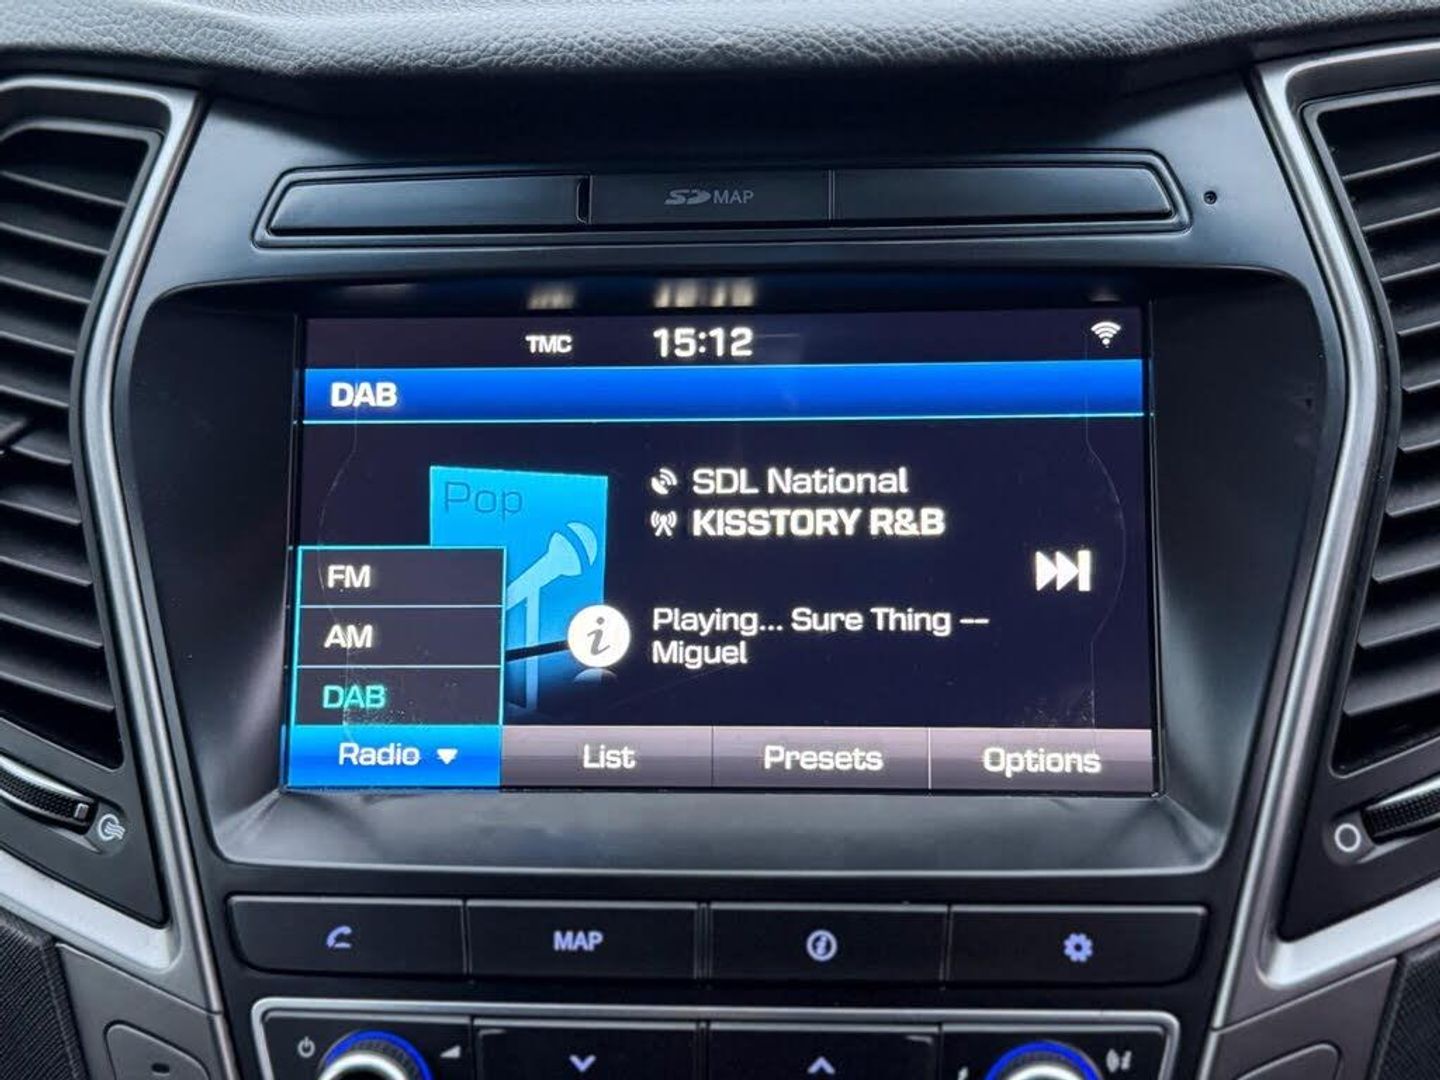 SD MAP
TMC 15:12
DAB
Pop
SDL National
KISSTORY R&B
FM
AM
DAB
Playing... Sure Thing --
Miguel
Radio List Presets Options
MAP